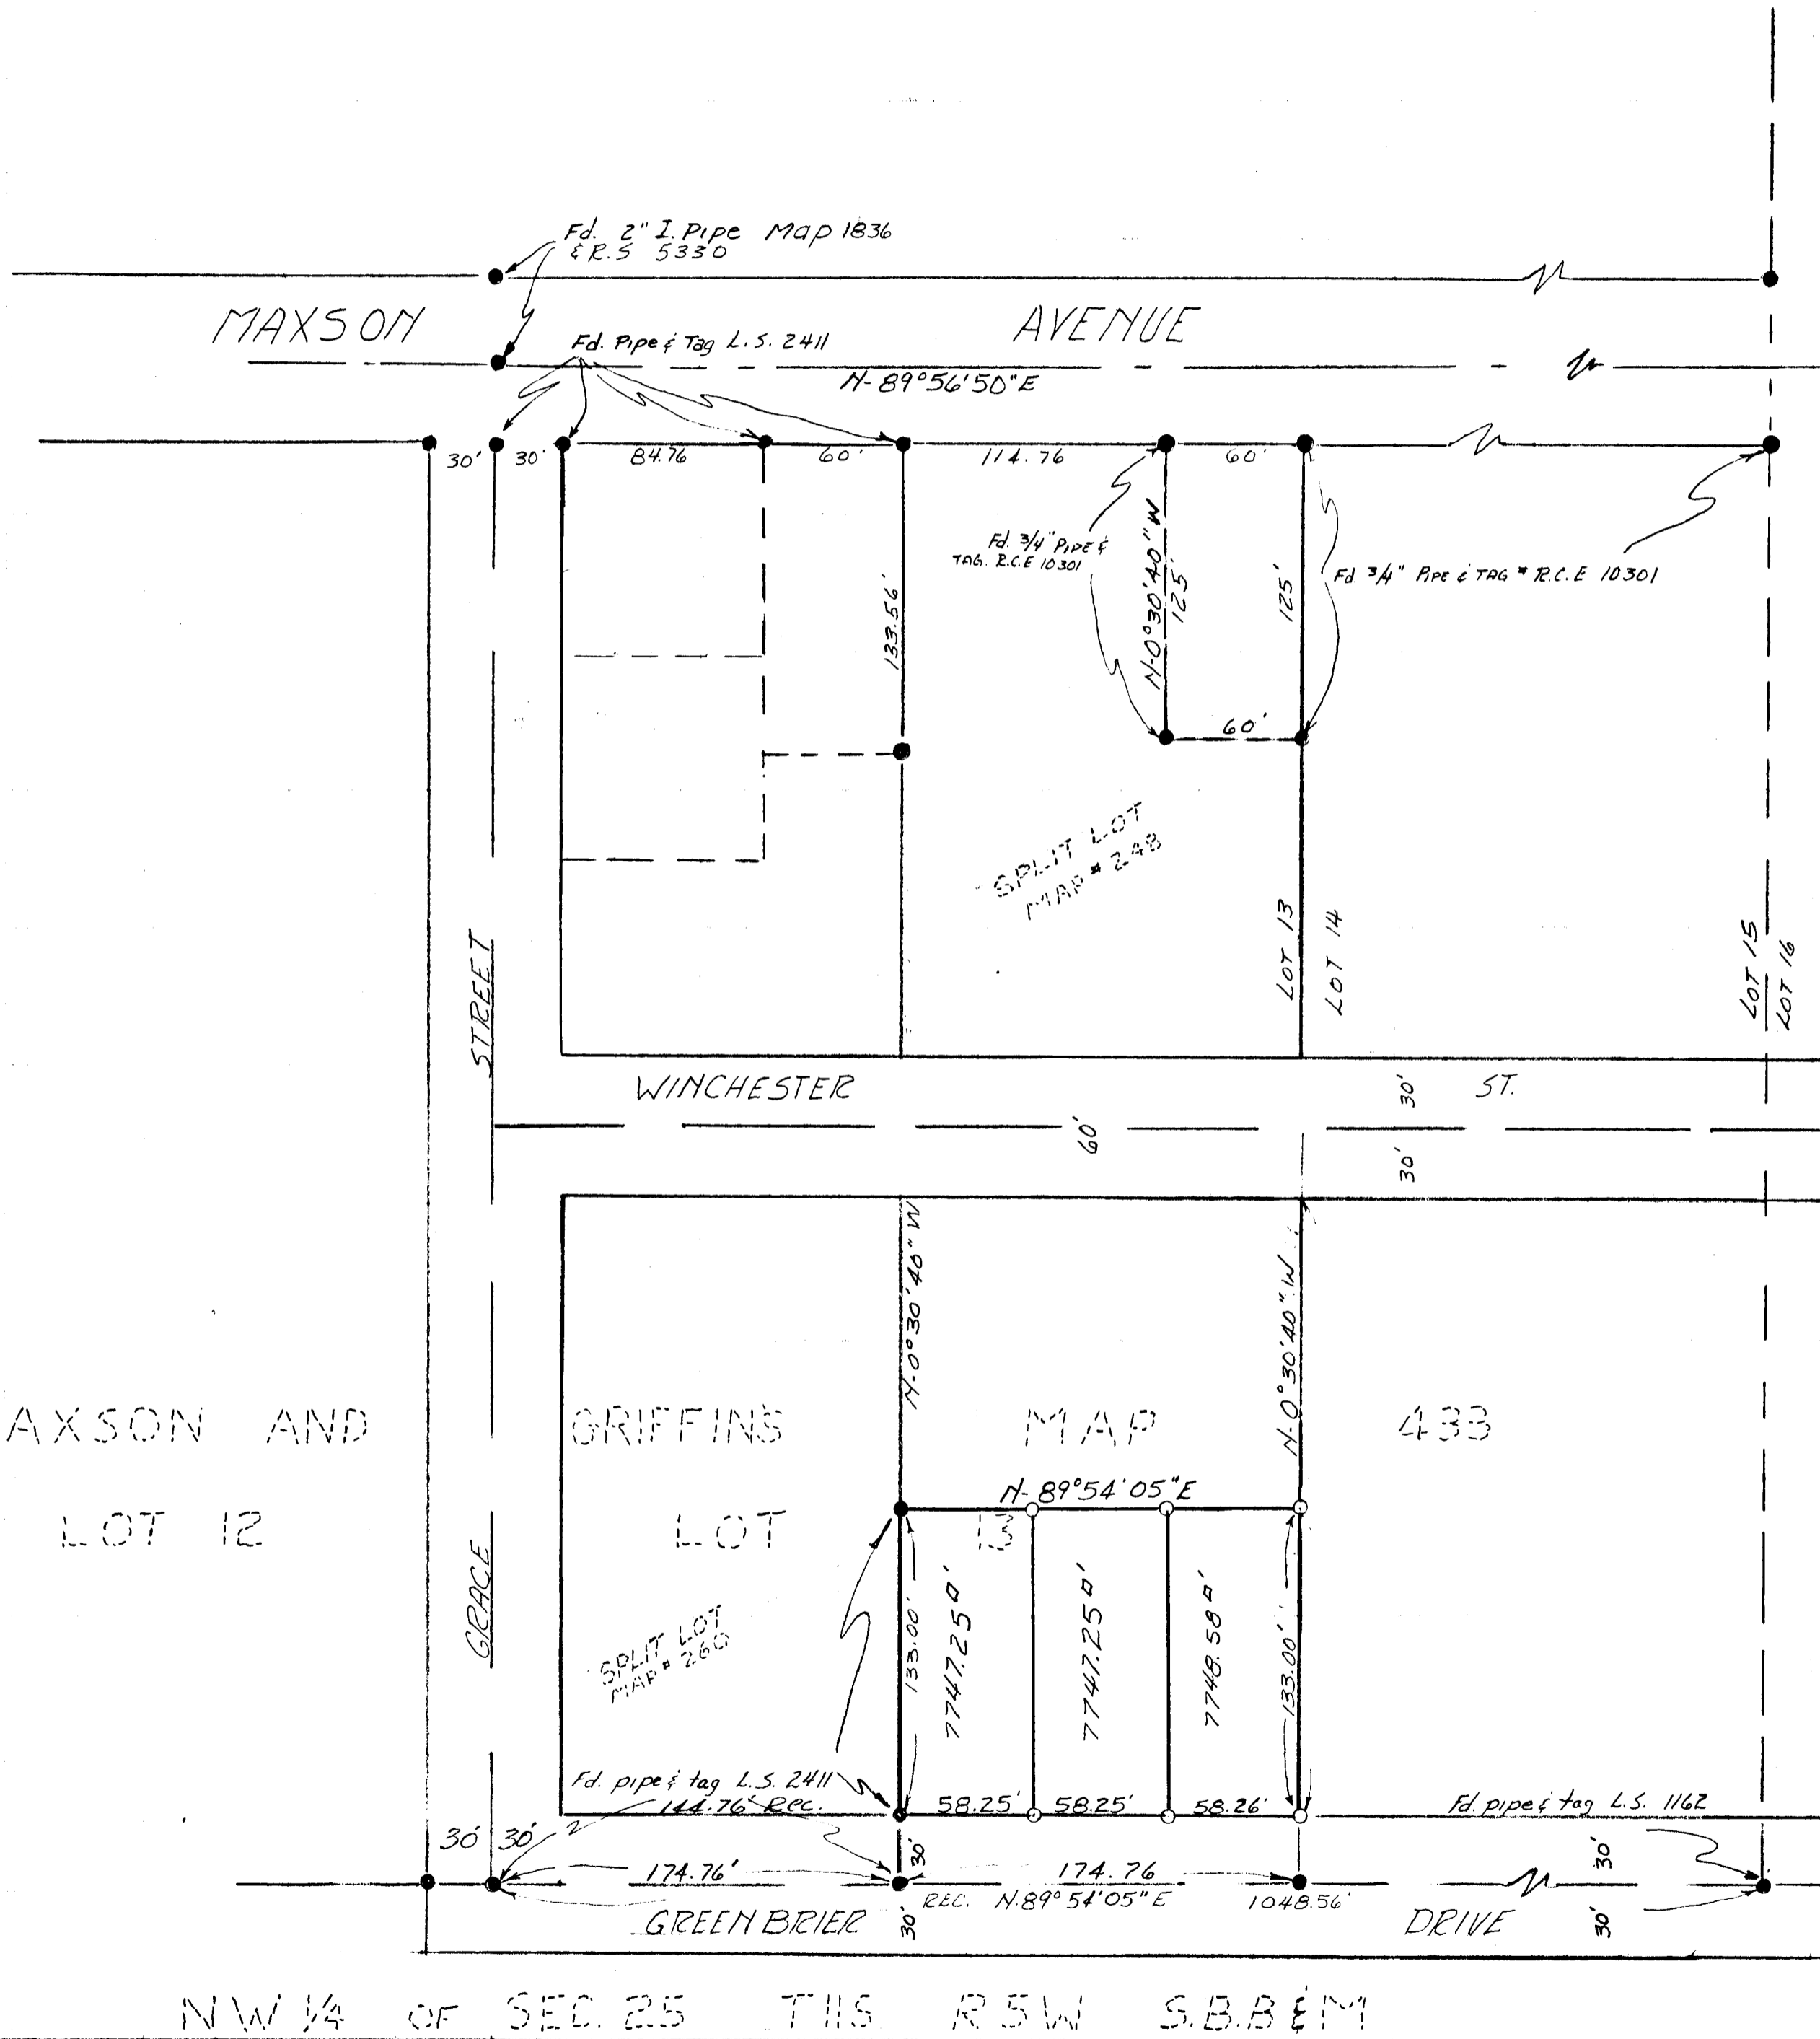 Fd. 2" I. Pipe Map 1836
& R.S 5330
MAXSON AVENUE
Fd. Pipe & Tag L.S. 2411
N-89°56'50"E
30' 30' 84.76 60' 114.76 60'
133.56'
Fd. 3/4" PIPE &
TAG. R.C.E 10301
N-0°30'40"W
125'
125'
Fd. 3/4" PIPE & TAG # R.C.E 10301
60'
SPLIT LOT
MAP # 248
LOT 13
LOT 14
LOT 15
LOT 16
STREET
WINCHESTER ST.
60'
30'
30'
N-0°30'40"W
N-0°30'40"W
AXSON AND GRIFFINS MAP 433
N-89°54'05"E
LOT 12 LOT 13
GRACE
SPLIT LOT
MAP # 260
133.00'
7747.25□'
7747.25□'
7748.58□'
133.00'
Fd. pipe & tag L.S. 2411
144.76' REC.
58.25' 58.25' 58.26'
Fd. pipe & tag L.S. 1162
30' 30'
30'
30'
174.76' 174.76
REC. N.89°54'05"E 1048.56'
GREENBRIER DRIVE
30'
30'
NW 1/4 OF SEC. 25 T11S R5W S.B.B & M